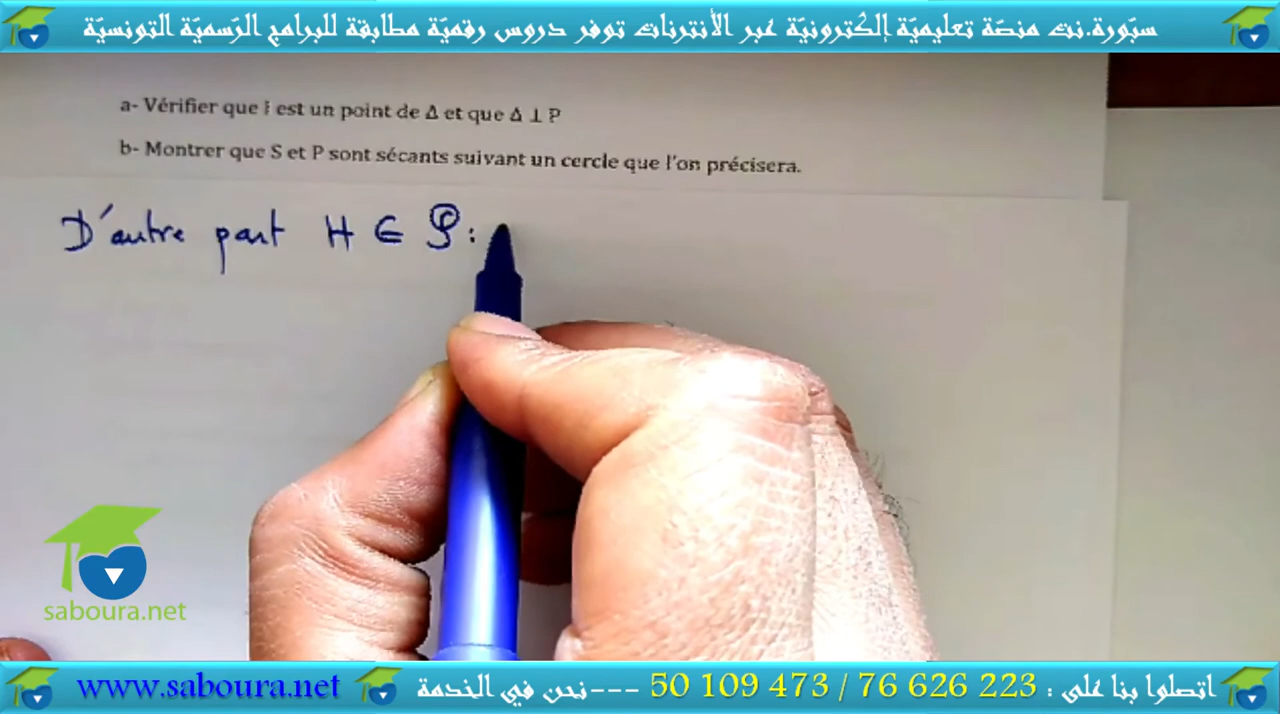 سبّورة.نت منصّة تعليميّة إلكترونيّة عبر الأنترنات توفر دروس رقميّة مطابقة للبرامج الرّسميّة التونسيّة
a- Vérifier que I est un point de Δ et que Δ ⊥ P
b- Montrer que S et P sont sécants suivant un cercle que l'on précisera.
D'autre part H ∈ P :
saboura.net
www.saboura.net اتصلوا بنا على : 50 109 473 / 76 626 223 ---نحن في الخدمة